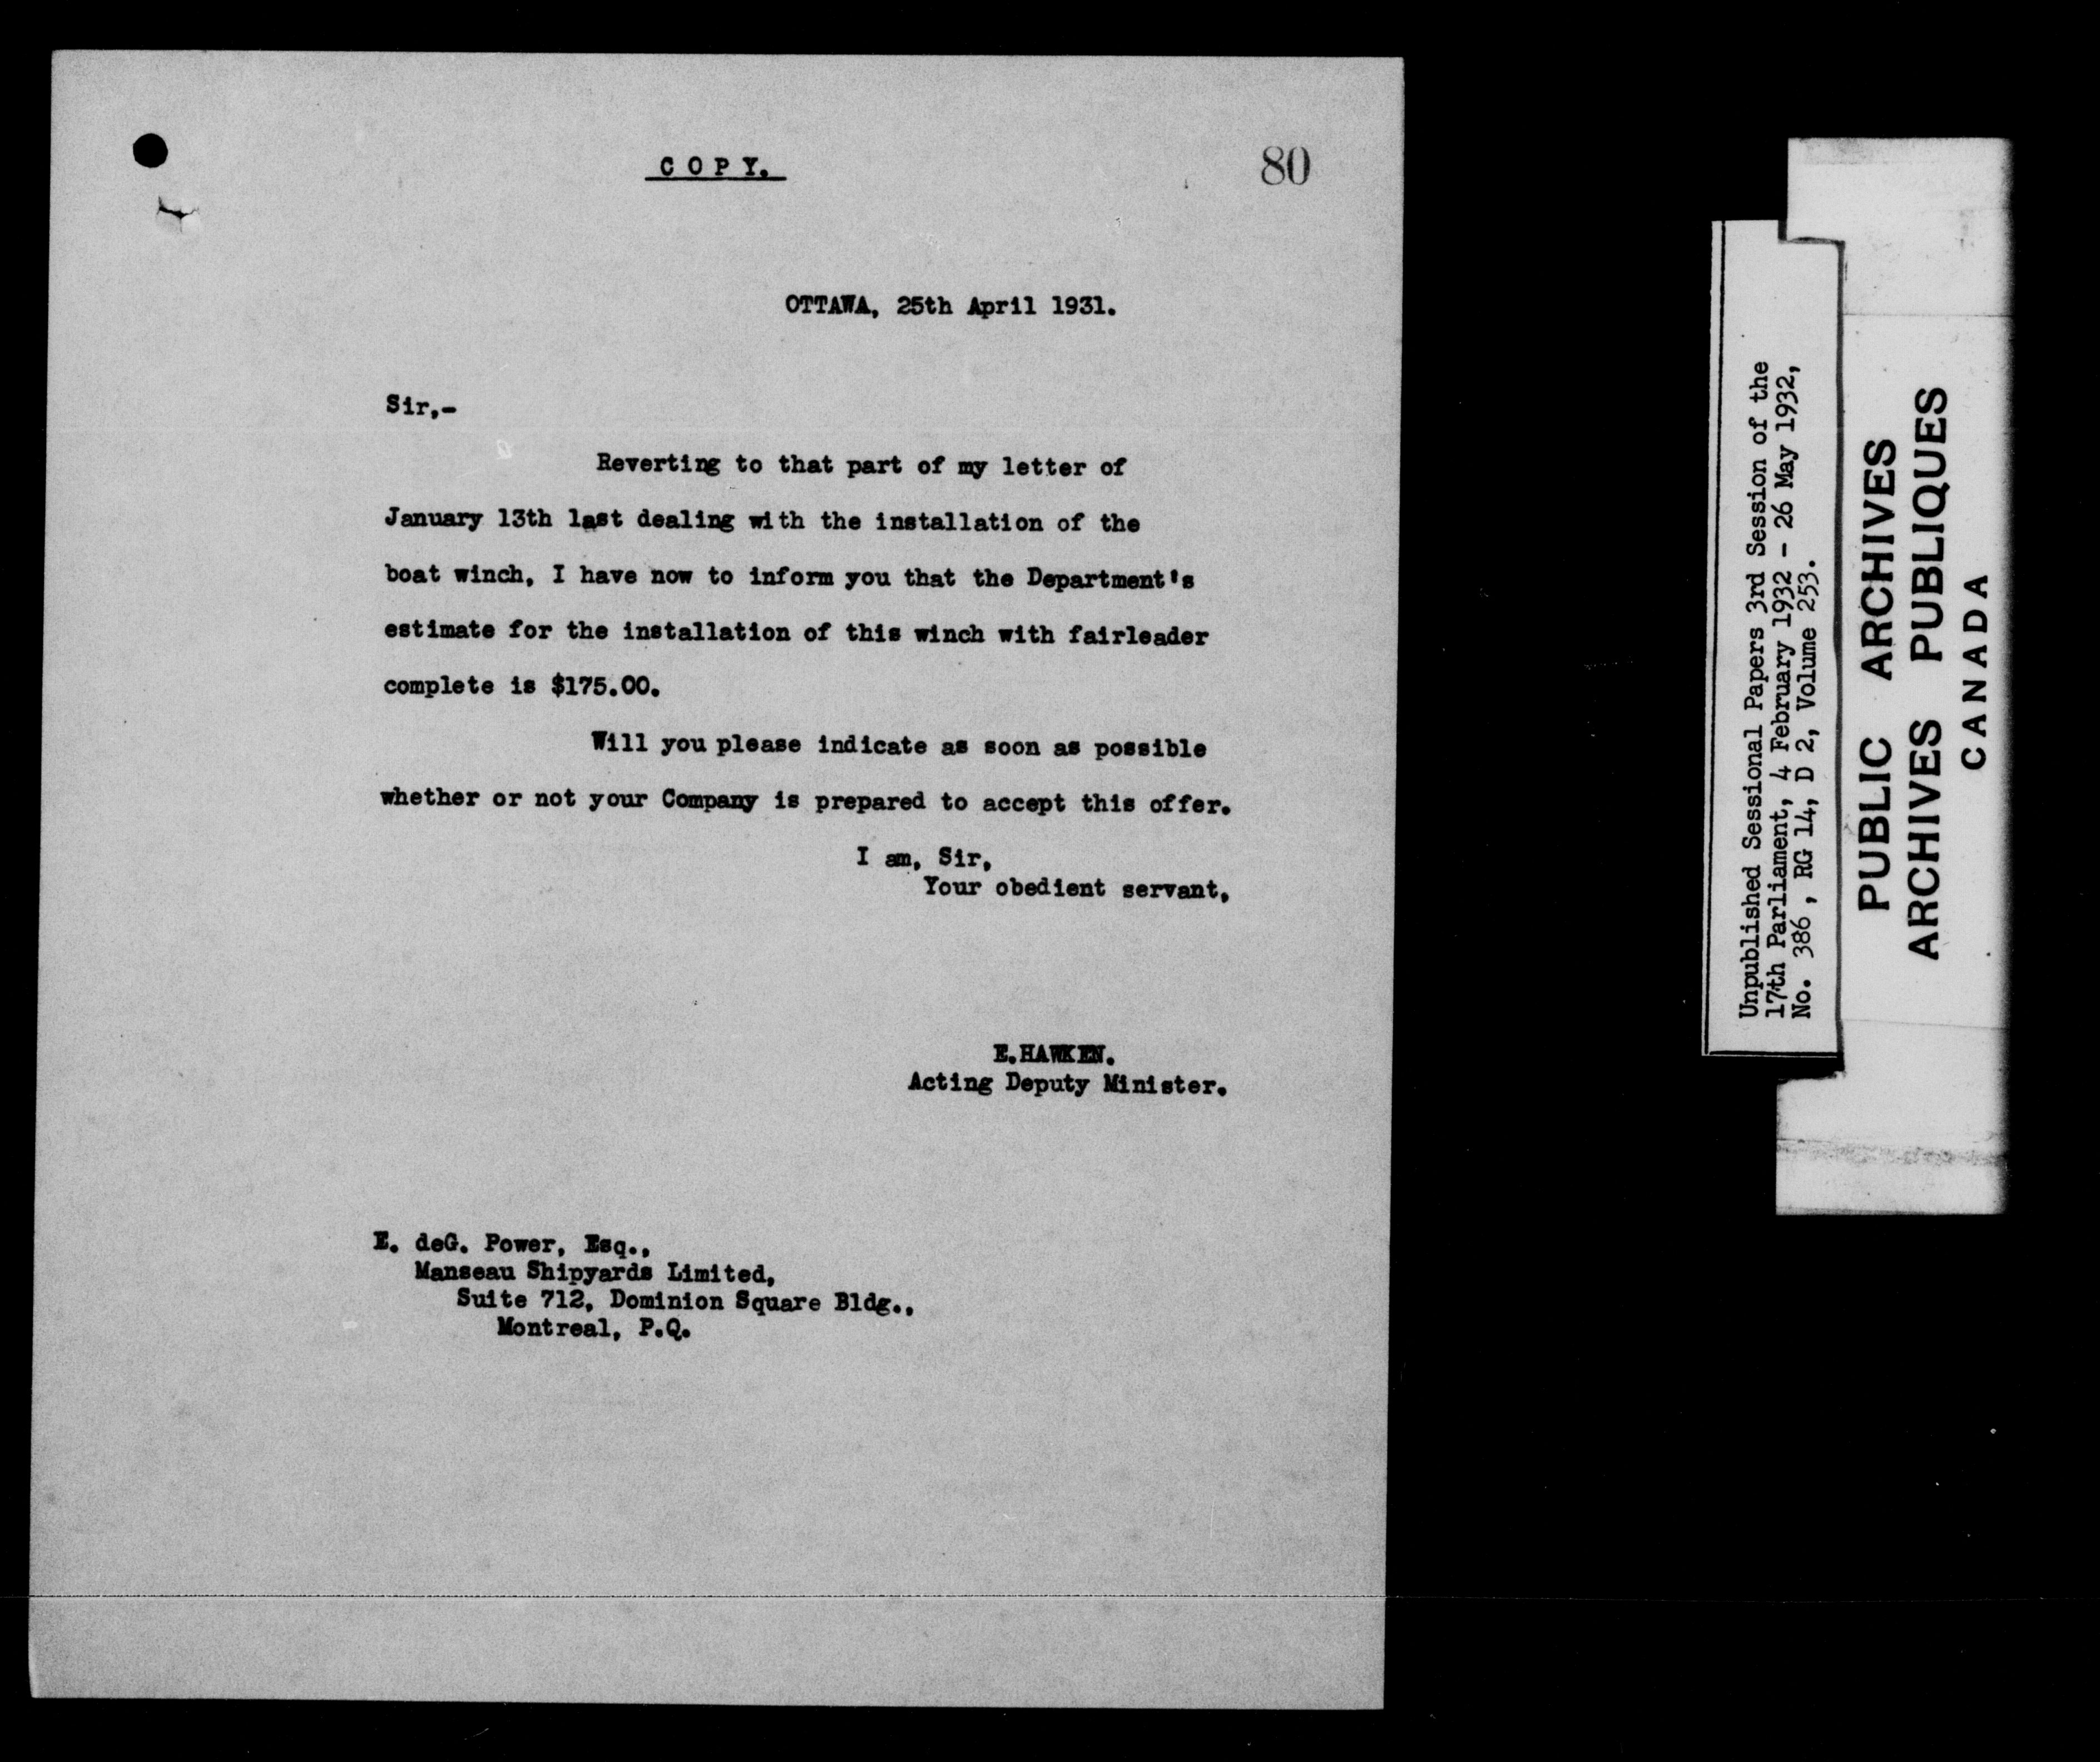 C O P Y.
80
OTTAWA, 25th April 1931.
Sir,-
Reverting to that part of my letter of
January 13th last dealing with the installation of the
boat winch, I have now to inform you that the Department's
estimate for the installation of this winch with fairleader
complete is $175.00.
Will you please indicate as soon as possible
whether or not your Company is prepared to accept this offer.
I am, Sir,
Your obedient servant,
E.HAWKEN.
Acting Deputy Minister.
E. deG. Power, Esq.,
Manseau Shipyards Limited,
Suite 712, Dominion Square Bldg.,
Montreal, P.Q.
Unpublished Sessional Papers 3rd Session of the
17th Parliament, 4 February 1932 - 26 May 1932,
No. 386 , RG 14, D 2, Volume 253.
PUBLIC ARCHIVES
ARCHIVES PUBLIQUES
CANADA